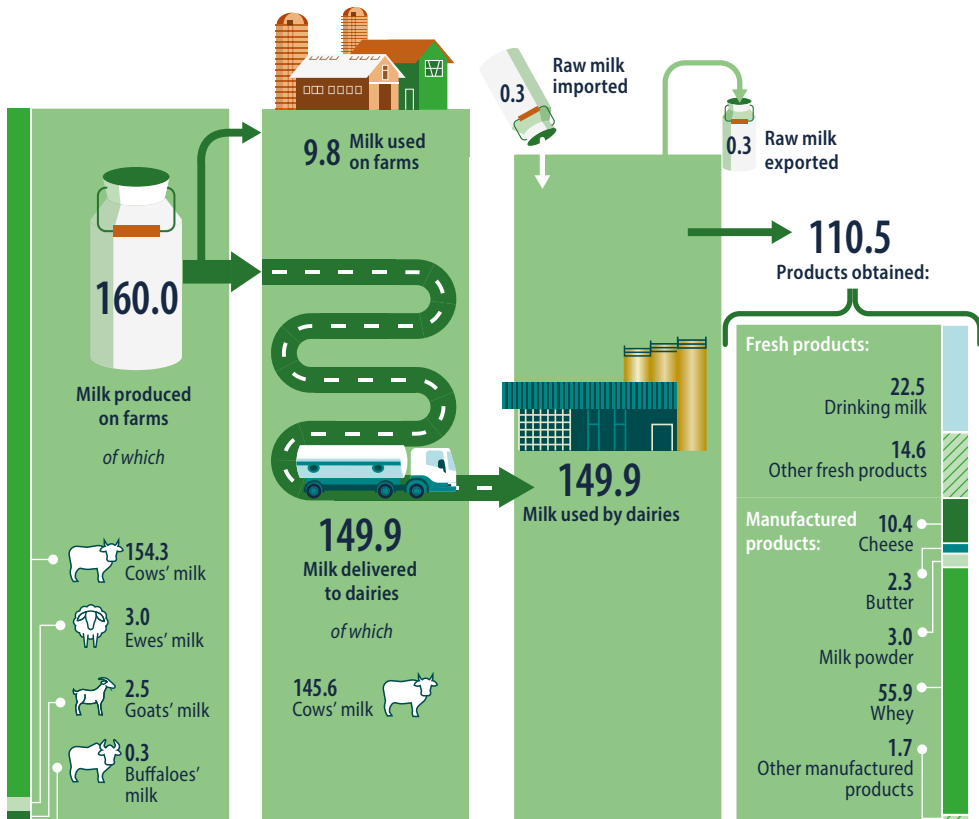 160.0
Milk produced
on farms
of which
154.3
Cows' milk
3.0
Ewes' milk
2.5
Goats' milk
0.3
Buffaloes'
milk
9.8 Milk used
on farms
149.9
Milk delivered
to dairies
of which
145.6
Cows' milk
0.3
Raw milk
imported
0.3
Raw milk
exported
149.9
Milk used by dairies
110.5
Products obtained:
Fresh products:
22.5
Drinking milk
14.6
Other fresh products
Manufactured
products:
10.4
Cheese
2.3
Butter
3.0
Milk powder
55.9
Whey
1.7
Other manufactured
products